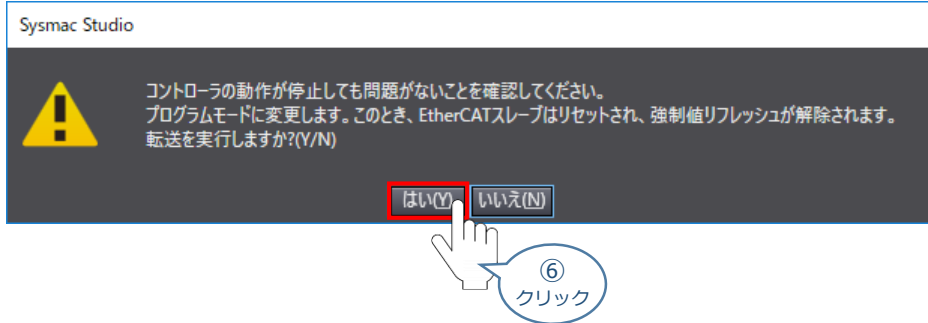 Sysmac Studio
コントローラの動作が停止しても問題がないことを確認してください。
プログラムモードに変更します。このとき、EtherCATスレーブはリセットされ、強制値リフレッシュが解除されます。
転送を実行しますか?(Y/N)
はい(Y) いいえ(N)
⑥
クリック